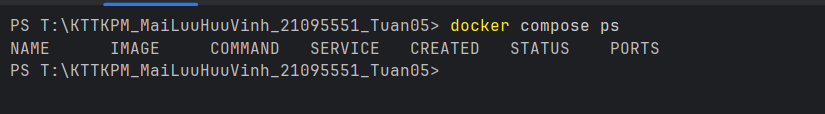 PS T:\KTTKPM_MaiLuuHuuVinh_21095551_Tuan05> docker compose ps
NAME IMAGE COMMAND SERVICE CREATED STATUS PORTS
PS T:\KTTKPM_MaiLuuHuuVinh_21095551_Tuan05>